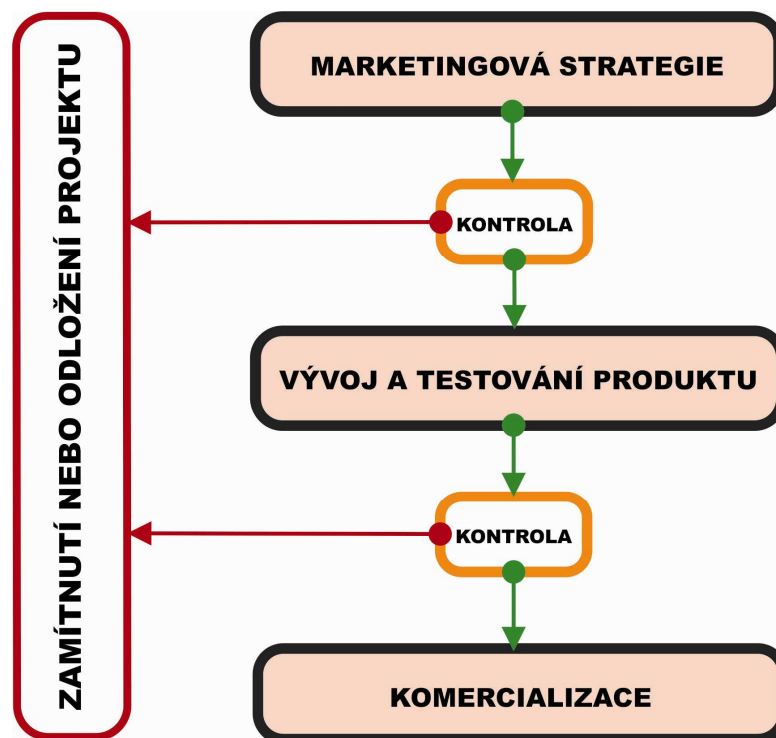 ZAMÍTNUTÍ NEBO ODLOŽENÍ PROJEKTU
MARKETINGOVÁ STRATEGIE
KONTROLA
VÝVOJ A TESTOVÁNÍ PRODUKTU
KONTROLA
KOMERCIALIZACE